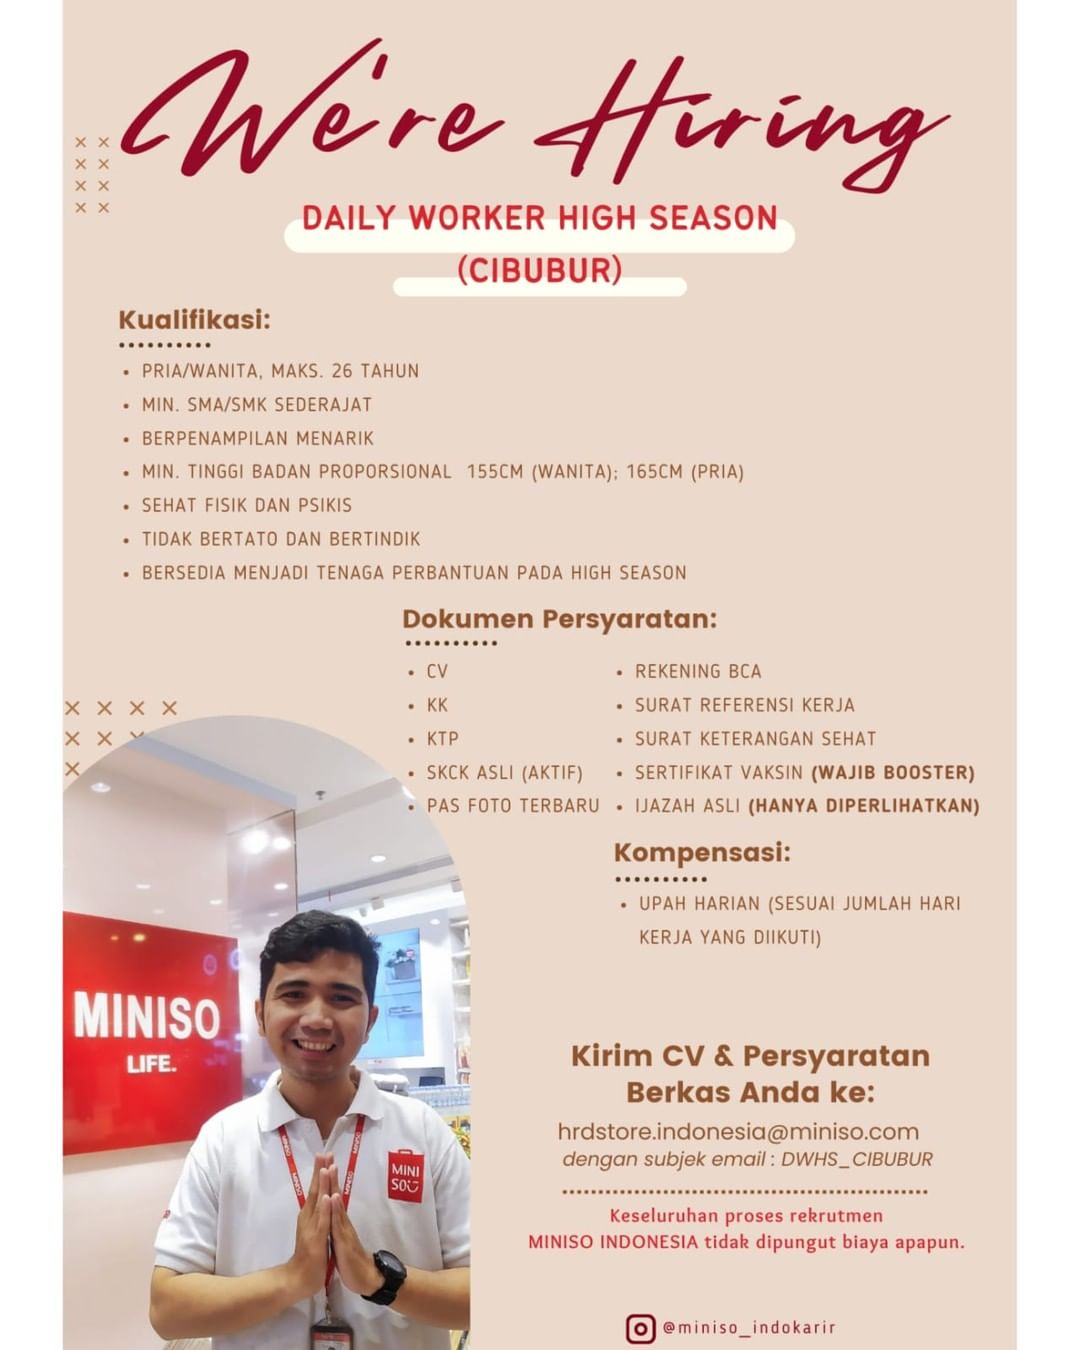 We're Hiring
DAILY WORKER HIGH SEASON
(CIBUBUR)
Kualifikasi:
• PRIA/WANITA, MAKS. 26 TAHUN
• MIN. SMA/SMK SEDERAJAT
• BERPENAMPILAN MENARIK
• MIN. TINGGI BADAN PROPORSIONAL 155CM (WANITA); 165CM (PRIA)
• SEHAT FISIK DAN PSIKIS
• TIDAK BERTATO DAN BERTINDIK
• BERSEDIA MENJADI TENAGA PERBANTUAN PADA HIGH SEASON
Dokumen Persyaratan:
• CV
• KK
• KTP
• SKCK ASLI (AKTIF)
• PAS FOTO TERBARU
• REKENING BCA
• SURAT REFERENSI KERJA
• SURAT KETERANGAN SEHAT
• SERTIFIKAT VAKSIN (WAJIB BOOSTER)
• IJAZAH ASLI (HANYA DIPERLIHATKAN)
Kompensasi:
• UPAH HARIAN (SESUAI JUMLAH HARI
KERJA YANG DIIKUTI)
MINISO
LIFE.
MINISO
MINISO
MINI
SO
Kirim CV & Persyaratan
Berkas Anda ke:
hrdstore.indonesia@miniso.com
dengan subjek email : DWHS_CIBUBUR
Keseluruhan proses rekrutmen
MINISO INDONESIA tidak dipungut biaya apapun.
@miniso_indokarir